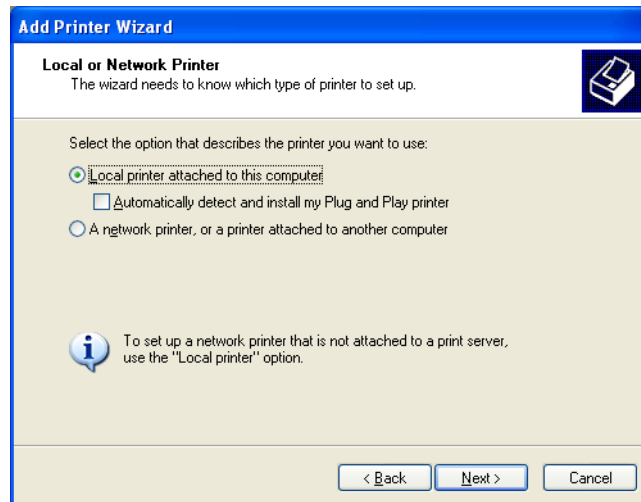 Add Printer Wizard
Local or Network Printer
The wizard needs to know which type of printer to set up.
Select the option that describes the printer you want to use:
Local printer attached to this computer
Automatically detect and install my Plug and Play printer
A network printer, or a printer attached to another computer
To set up a network printer that is not attached to a print server,
use the "Local printer" option.
< Back
Next >
Cancel